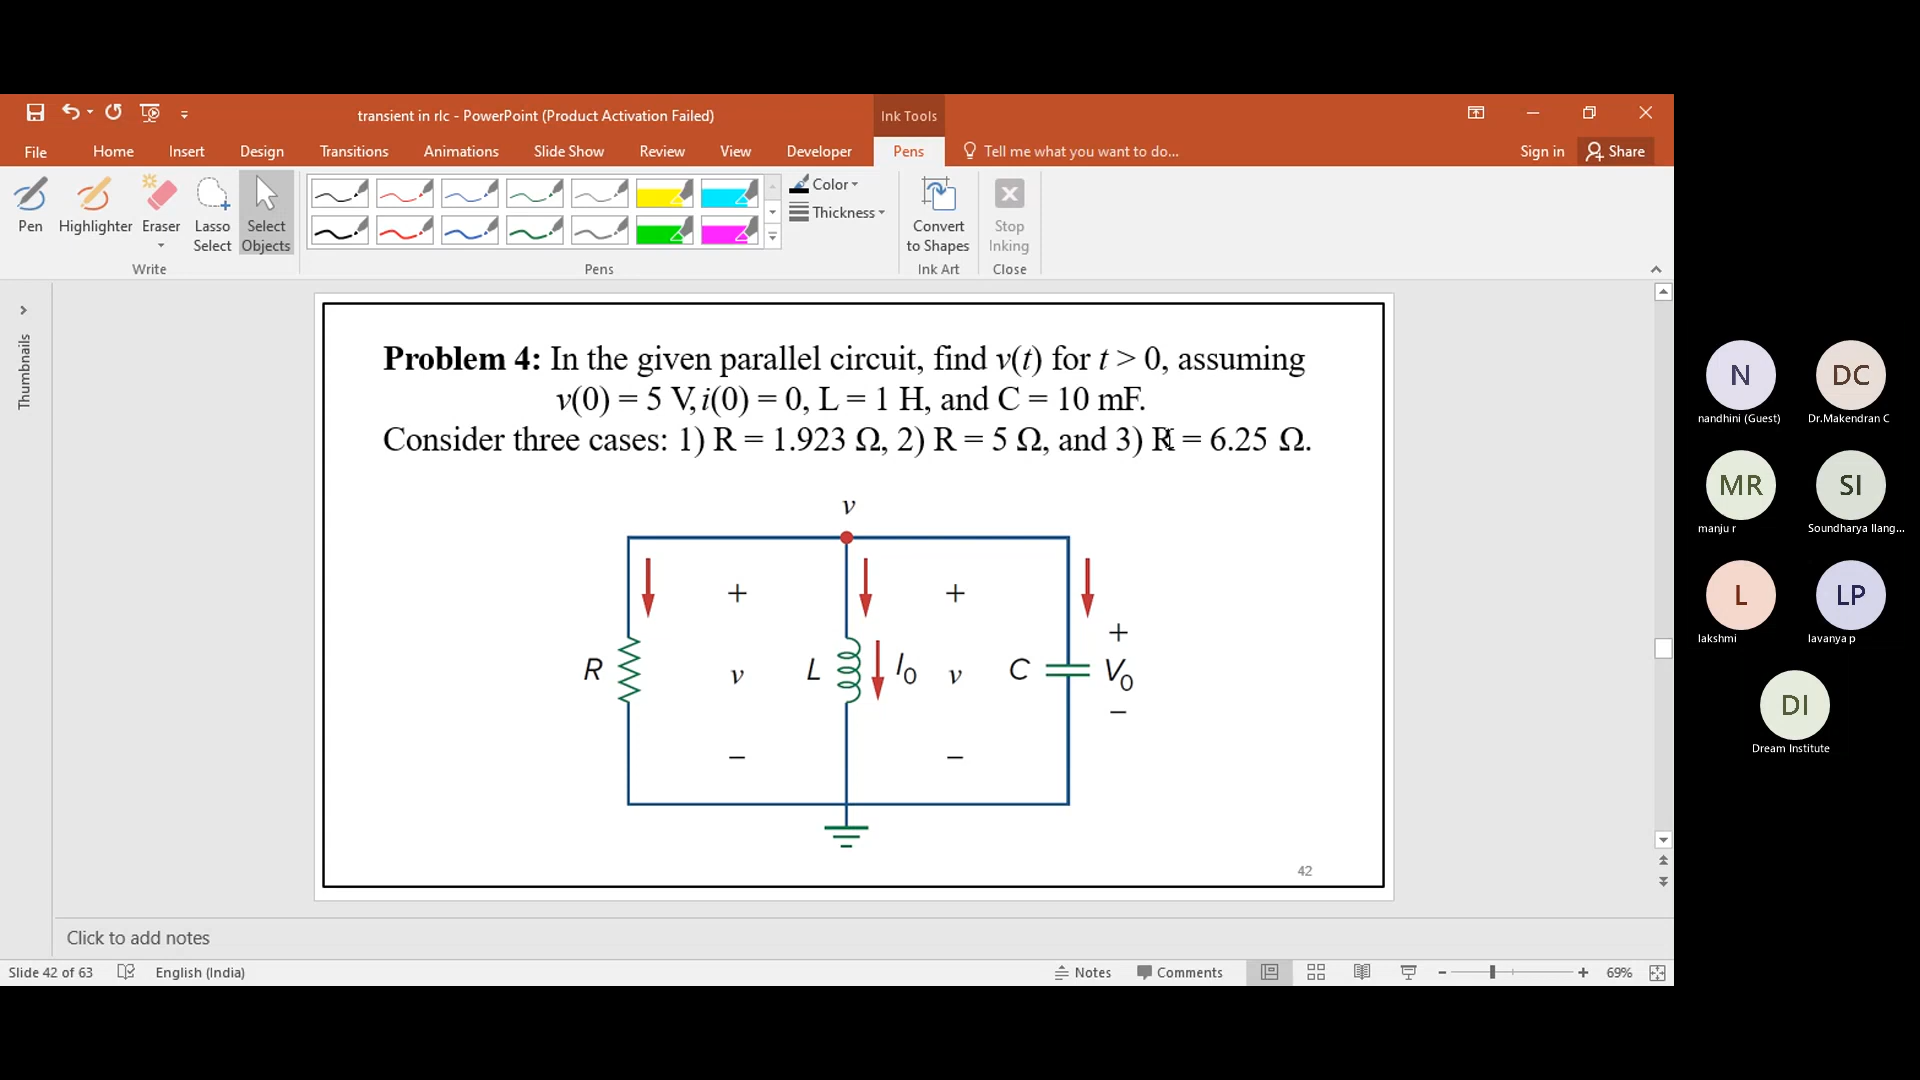 transient in rlc - PowerPoint (Product Activation Failed)
Ink Tools
File Home Insert Design Transitions Animations Slide Show Review View Developer Pens Tell me what you want to do... Sign in Share
Pen Highlighter Eraser Lasso Select Select Objects
Color
Thickness
Convert to Shapes
Stop Inking
Write Pens Ink Art Close
Thumbnails
Problem 4: In the given parallel circuit, find v(t) for t > 0, assuming
v(0) = 5 V, i(0) = 0, L = 1 H, and C = 10 mF.
Consider three cases: 1) R = 1.923 Ω, 2) R = 5 Ω, and 3) R = 6.25 Ω.
v
+ +
+
R v L I0 v C V0
−
− −
42
Click to add notes
Slide 42 of 63 English (India) Notes Comments 69%
N DC
nandhini (Guest) Dr.Makendran C
MR SI
manju r Soundharya Ilang...
L LP
lakshmi lavanya p
DI
Dream Institute